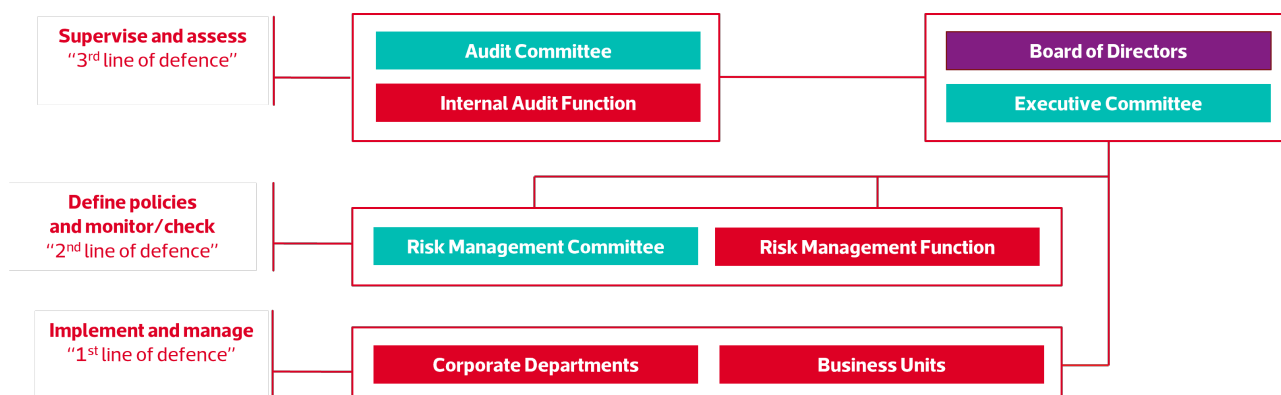 Supervise and assess
“3rd line of defence”
Audit Committee
Internal Audit Function
Board of Directors
Executive Committee
Define policies
and monitor/check
“2nd line of defence”
Risk Management Committee
Risk Management Function
Implement and manage
“1st line of defence”
Corporate Departments
Business Units